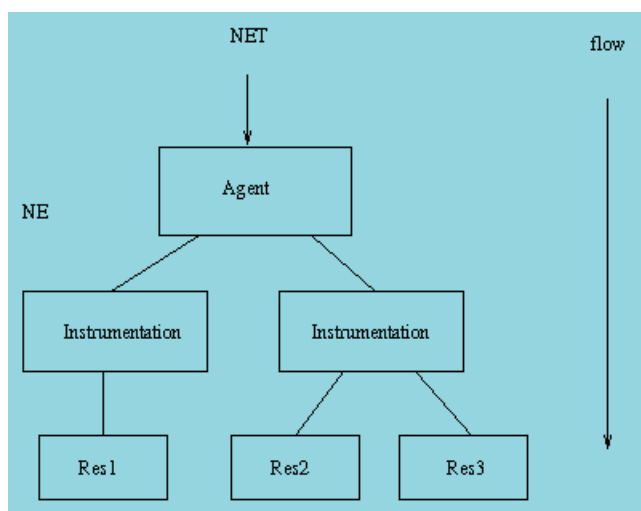 NET
flow
Agent
NE
Instrumentation
Instrumentation
Res1
Res2
Res3